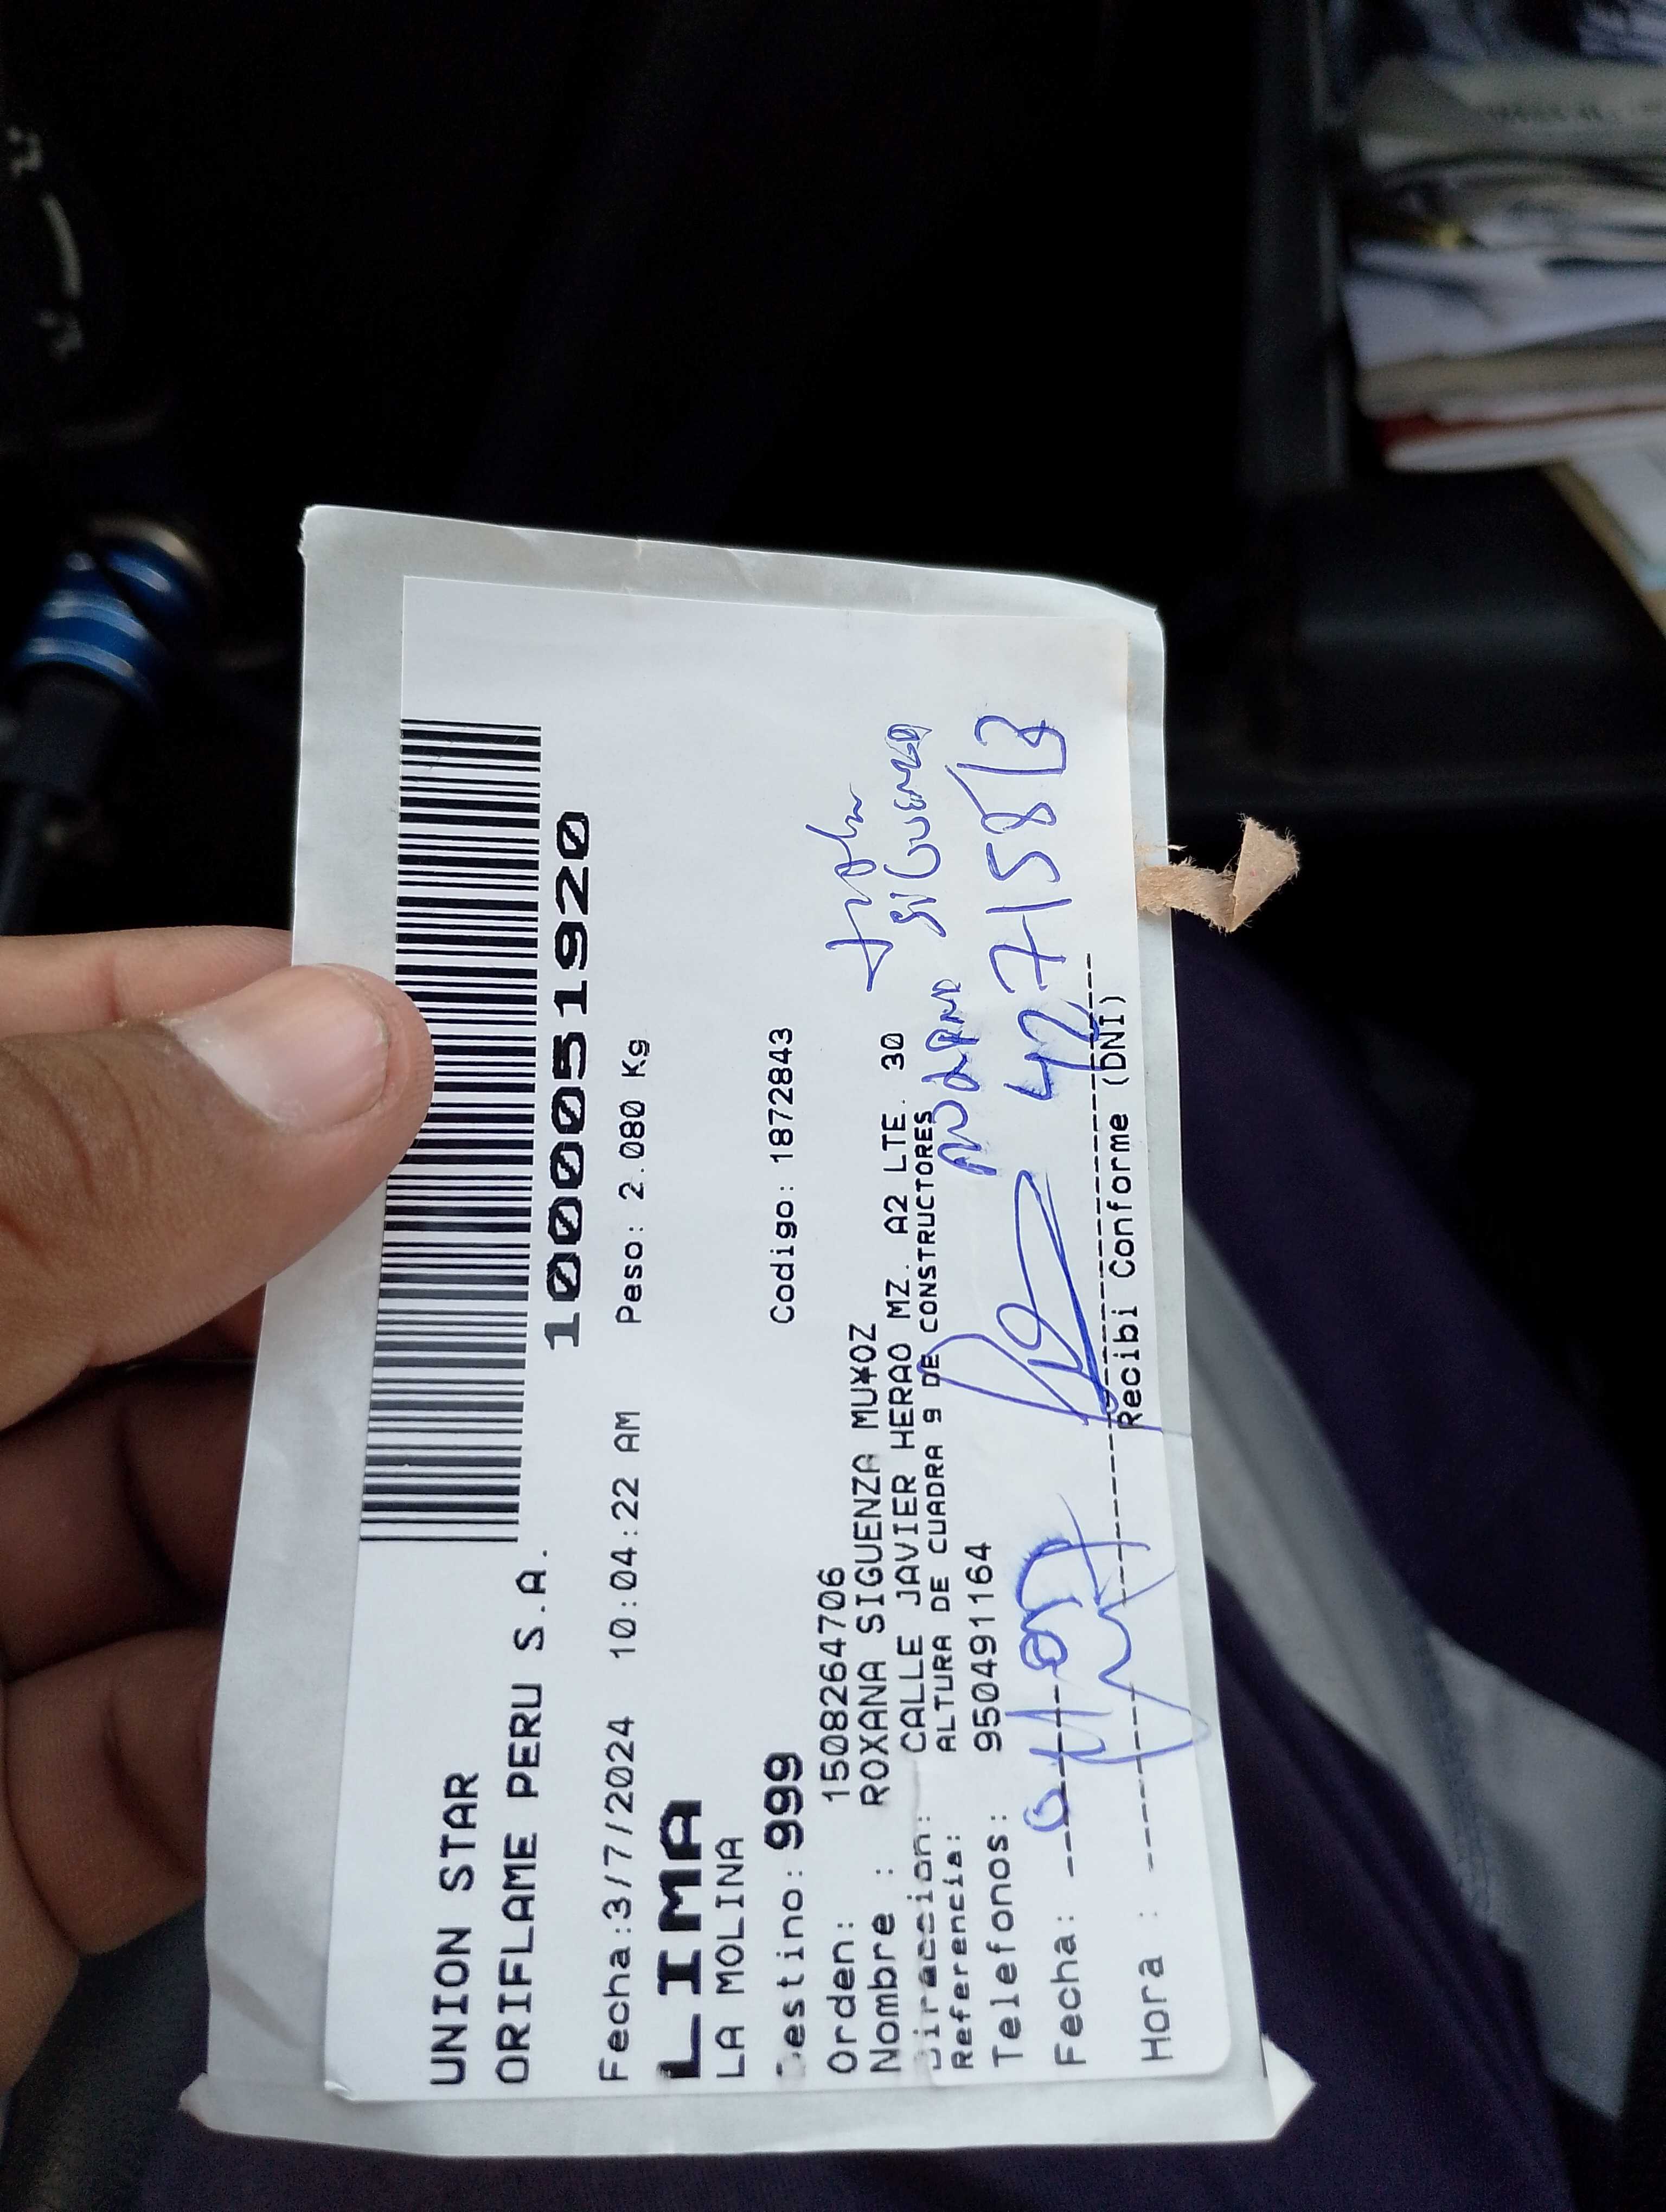 UNION STAR
ORIFLAME PERU S.A.
1000051920
Fecha:3/7/2024 10:04:22 AM Peso: 2.080 Kg
LIMA
LA MOLINA
Destino: 999 Codigo: 1872843
Orden: 15082264706
Nombre : ROXANA SIGUENZA MU¥OZ
Direccion: CALLE JAVIER HERAO MZ. A2 LTE. 30
Referencia: ALTURA DE CUADRA 9 DE CONSTRUCTORES
Telefonos: 950491164
SIGUENZA
Fecha:
Hora :
Recibi Conforme (DNI)